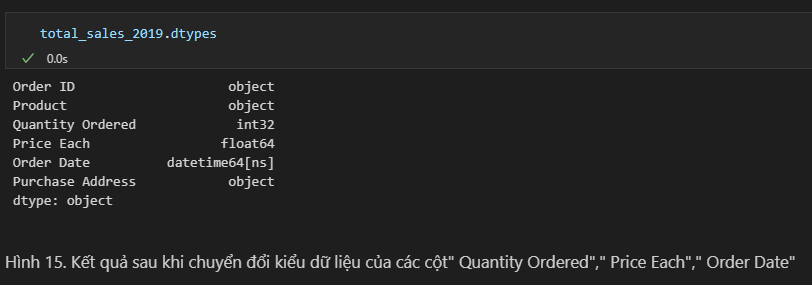 total_sales_2019.dtypes
0.0s
Order ID object
Product object
Quantity Ordered int32
Price Each float64
Order Date datetime64[ns]
Purchase Address object
dtype: object
Hình 15. Kết quả sau khi chuyển đổi kiểu dữ liệu của các cột" Quantity Ordered"," Price Each"," Order Date"